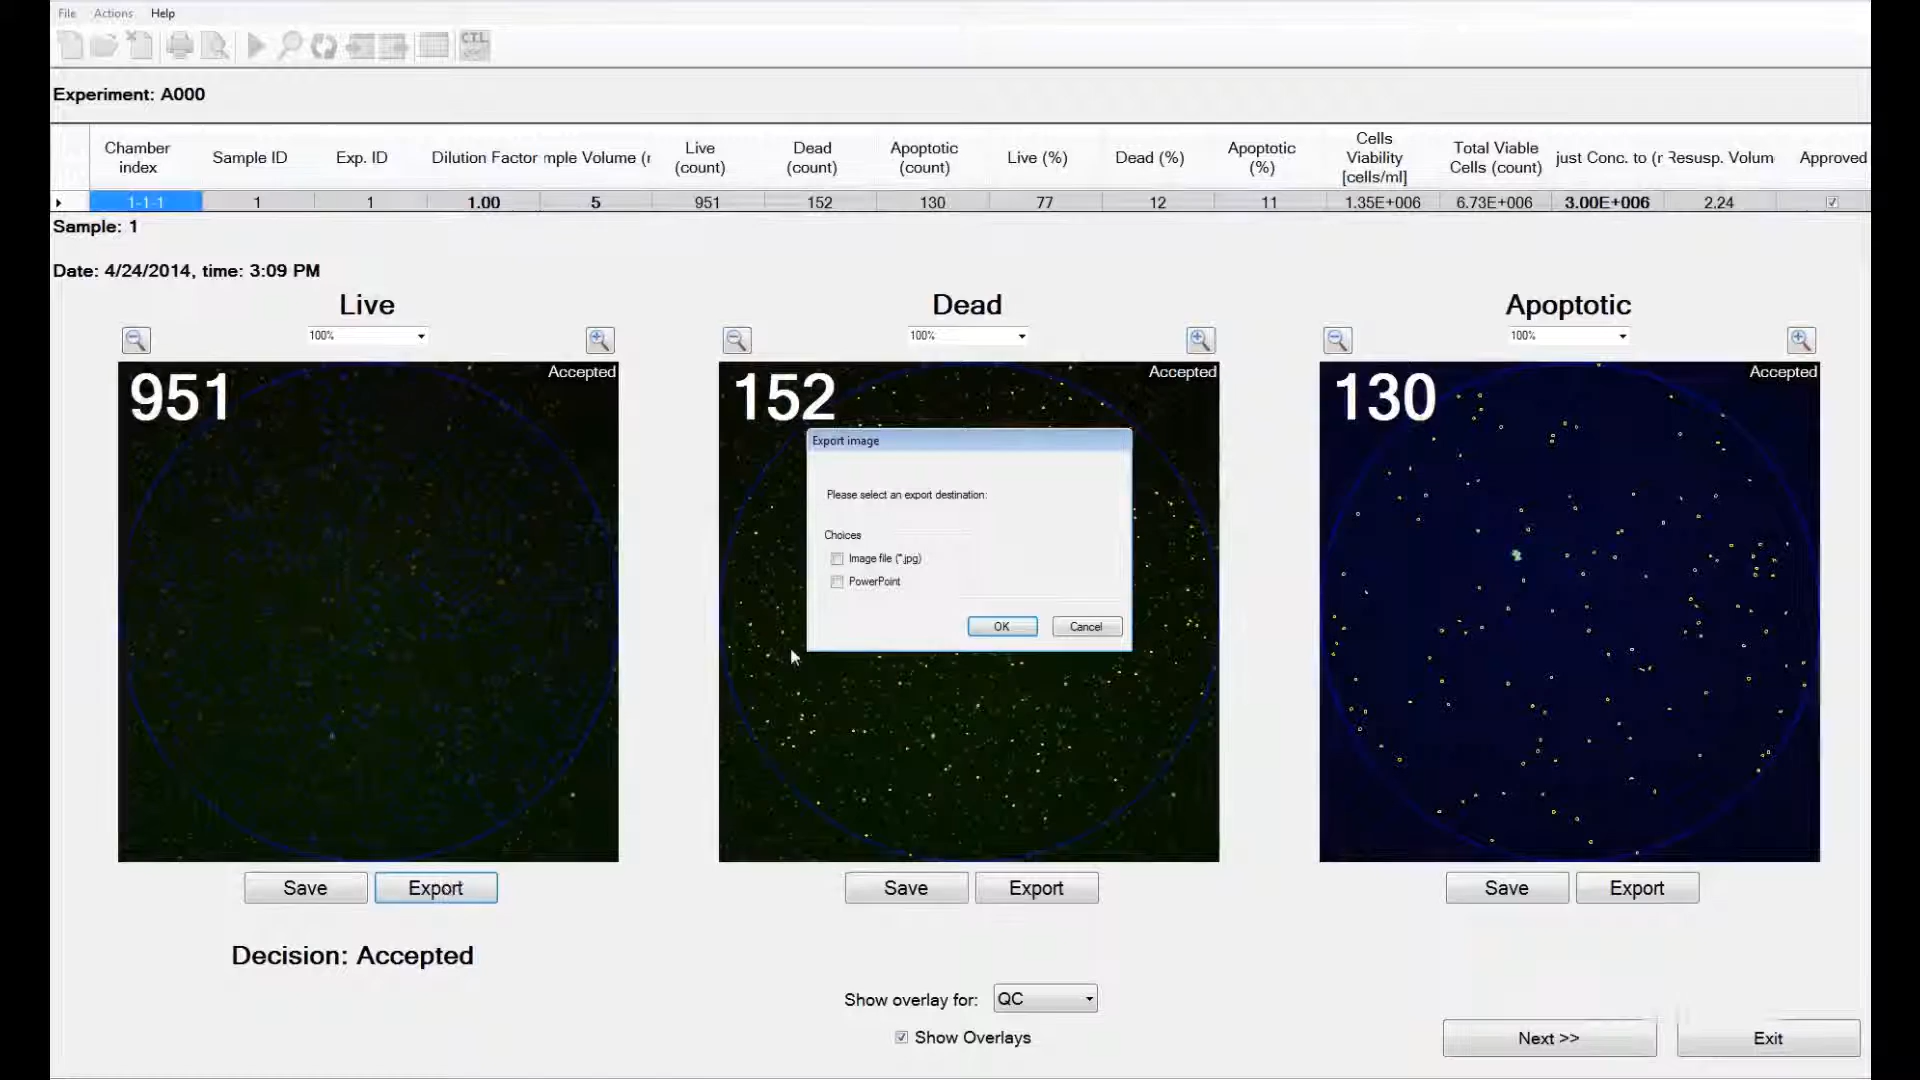 File Actions Help
CTL
Experiment: A000
Chamber index Sample ID Exp. ID Dilution Factor mple Volume (r Live (count) Dead (count) Apoptotic (count) Live (%) Dead (%) Apoptotic (%) Cells Viability [cells/ml] Total Viable Cells (count) just Conc. to (r Resusp. Volum Approved
1-1-1 1 1 1.00 5 951 152 130 77 12 11 1.35E+006 6.73E+006 3.00E+006 2.24
Sample: 1
Date: 4/24/2014, time: 3:09 PM
Live Dead Apoptotic
100% 100% 100%
951 Accepted 152 Accepted 130 Accepted
Export image
Please select an export destination:
Choices
Image file (*.jpg)
PowerPoint
OK Cancel
Save Export Save Export Save Export
Decision: Accepted
Show overlay for: QC
Show Overlays
Next >> Exit